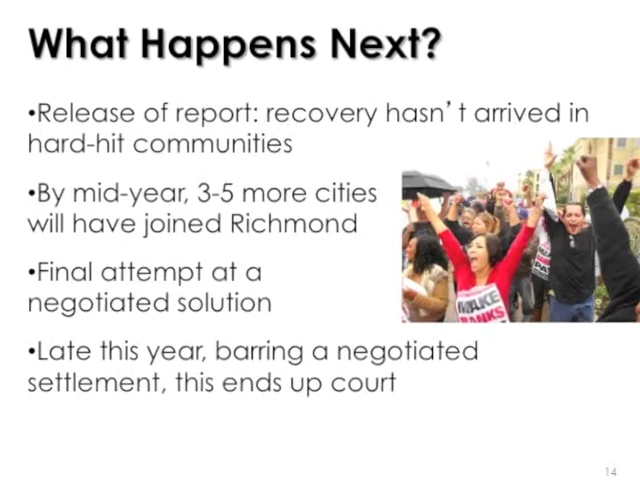 What Happens Next?
•Release of report: recovery hasn’t arrived in
hard-hit communities
•By mid-year, 3-5 more cities
will have joined Richmond
•Final attempt at a
negotiated solution
•Late this year, barring a negotiated
settlement, this ends up court
MAKE
BANKS
14